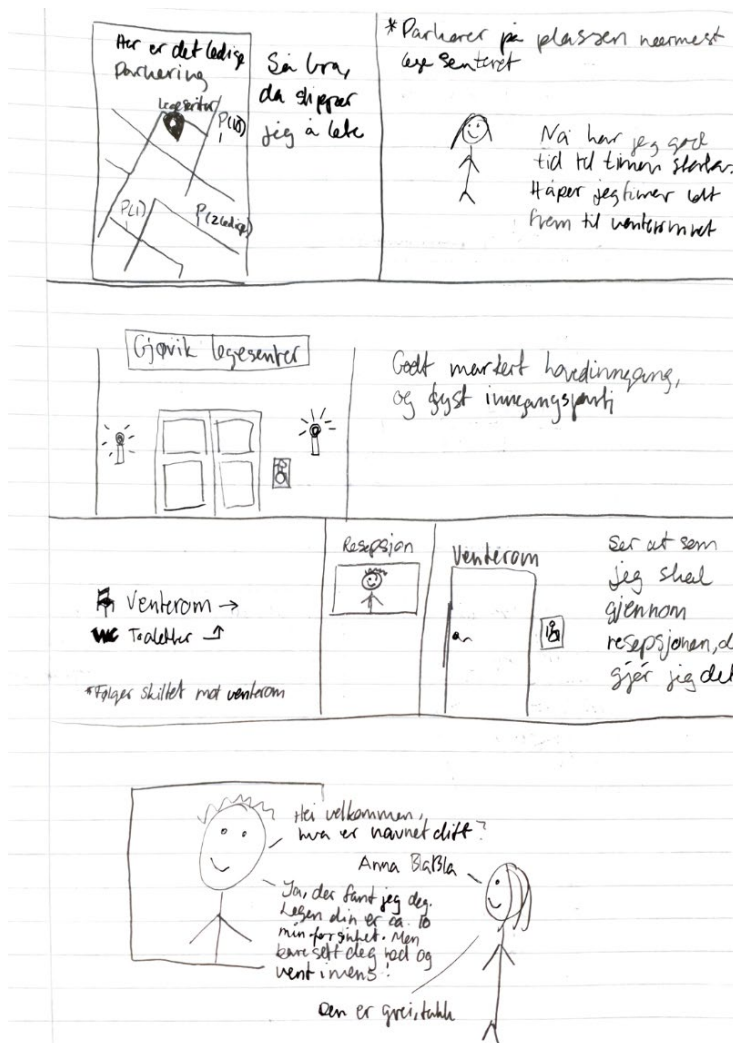 Her er det ledige
Parkering
legesenter
P(10)
P(1)
P(2 ledige)
Så bra,
da slipper
jeg å lete
*Parkerer på plassen nærmest
lege senteret
Nå har jeg god
tid til timen starter.
Håper jeg finner lett
frem til venterommet
Gjøvik legesenter
Godt markert hovedinngang,
og lyst inngangsparti
Venterom →
WC Toaletter
*Følger skiltet mot venterom
Resepsjon
Venterom
Ser ut som
jeg skal
gjennom
resepsjonen, d
gjør jeg det
Hei velkommen,
hva er navnet ditt?
Anna BlaBla
Ja, der fant jeg deg.
Legen din er ca. 10
min forsinket. Men
bare sett deg ned og
vent imens!
Den er grei, takk